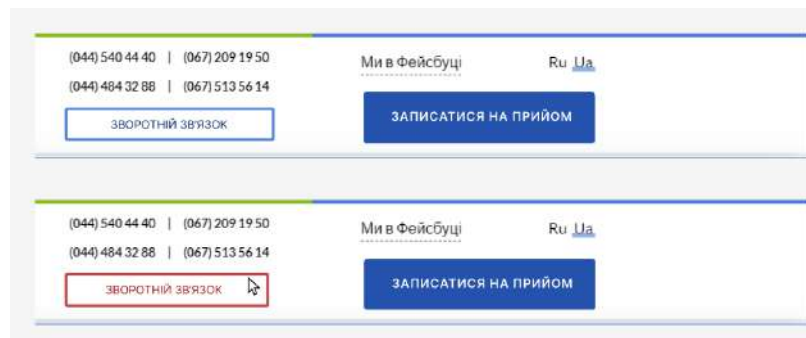 (044) 540 44 40 | (067) 209 19 50 Ми в Фейсбуці Ru Ua
(044) 484 32 88 | (067) 513 56 14
ЗВОРОТНІЙ ЗВ'ЯЗОК ЗАПИСАТИСЯ НА ПРИЙОМ
(044) 540 44 40 | (067) 209 19 50 Ми в Фейсбуці Ru Ua
(044) 484 32 88 | (067) 513 56 14
ЗВОРОТНІЙ ЗВ'ЯЗОК ЗАПИСАТИСЯ НА ПРИЙОМ